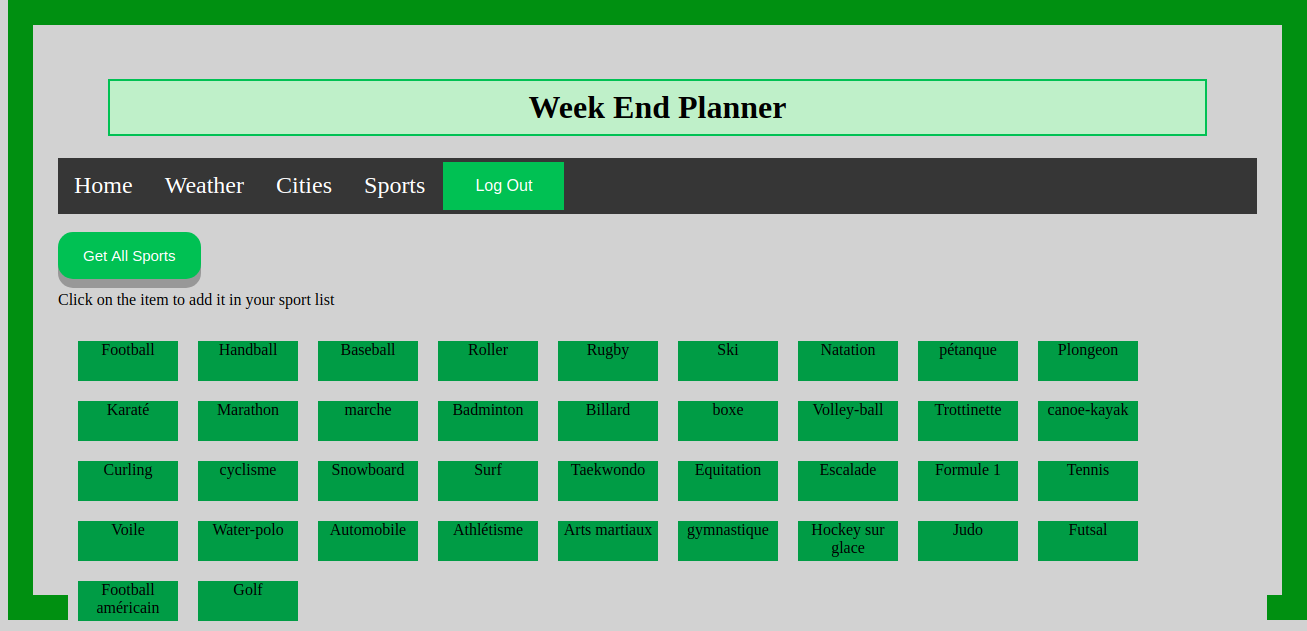 Week End Planner
Home Weather Cities Sports Log Out
Get All Sports
Click on the item to add it in your sport list
Football Handball Baseball Roller Rugby Ski Natation pétanque Plongeon
Karaté Marathon marche Badminton Billard boxe Volley-ball Trottinette canoe-kayak
Curling cyclisme Snowboard Surf Taekwondo Equitation Escalade Formule 1 Tennis
Voile Water-polo Automobile Athlétisme Arts martiaux gymnastique Hockey sur Judo Futsal
glace
Football Golf
américain